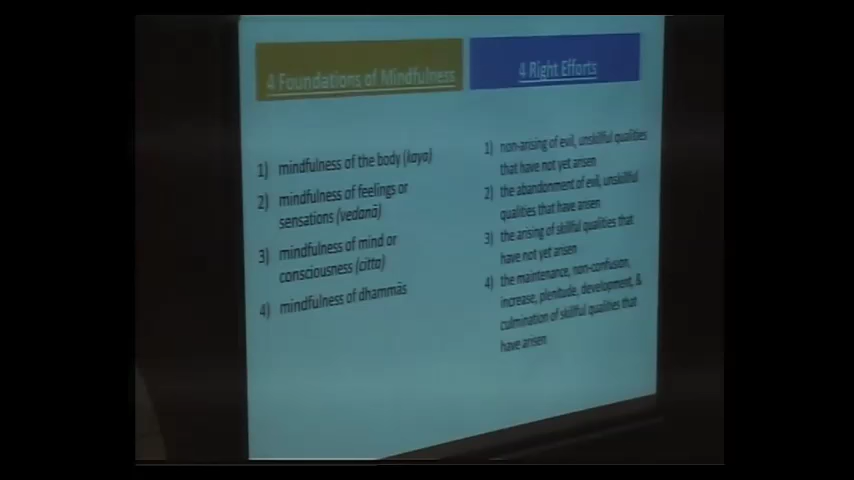 4 Foundations of Mindfulness
1) mindfulness of the body (kaya)
2) mindfulness of feelings or
sensations (vedanā)
3) mindfulness of mind or
consciousness (citta)
4) mindfulness of dhammās
4 Right Efforts
1) non-arising of evil, unskillful qualities
that have not yet arisen
2) the abandonment of evil, unskillful
qualities that have arisen
3) the arising of skillful qualities that
have not yet arisen
4) the maintenance, non-confusion,
increase, plenitude, development, &
culmination of skillful qualities that
have arisen